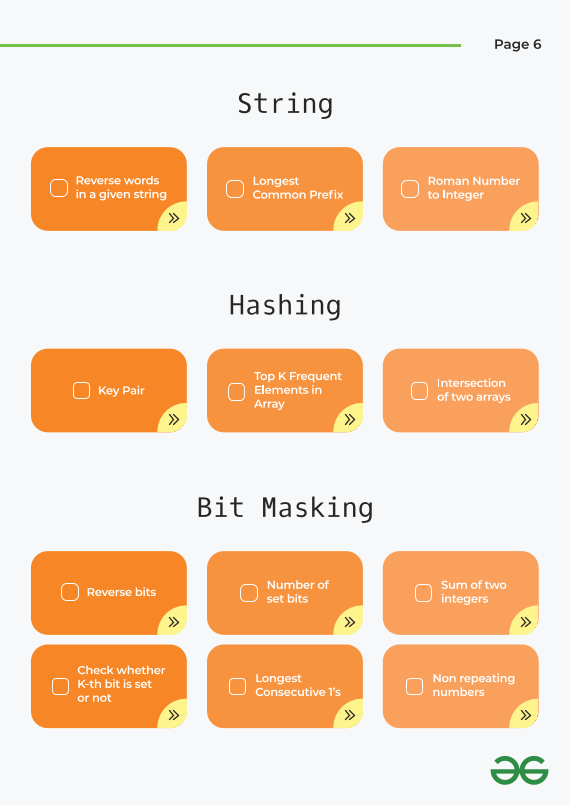 Page 6
String
Reverse words
in a given string
Longest
Common Prefix
Roman Number
to Integer
Hashing
Key Pair
Top K Frequent
Elements in
Array
Intersection
of two arrays
Bit Masking
Reverse bits
Number of
set bits
Sum of two
integers
Check whether
K-th bit is set
or not
Longest
Consecutive 1's
Non repeating
numbers